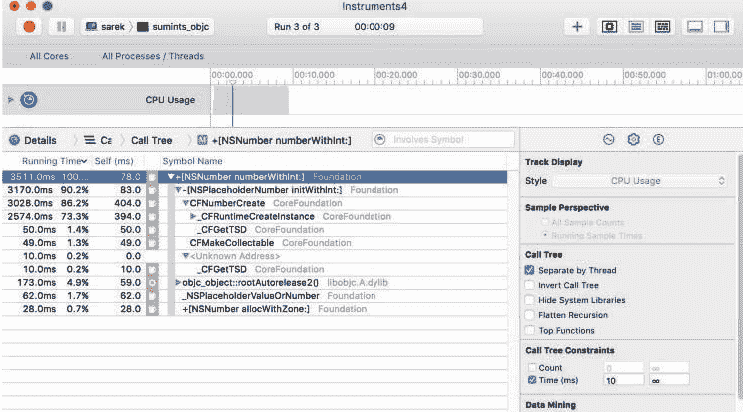 Instruments4
sarek sumints_objc Run 3 of 3 00:00:09
All Cores All Processes / Threads
00:00.000 00:10.000 00:20.000 00:30.000 00:40.000 00:50.000 01:00.000
CPU Usage
Details Ca Call Tree +[NSNumber numberWithInt:] Involves Symbol
Running Time Self (ms) Symbol Name
3511.0ms 100... 78.0 +[NSNumber numberWithInt:] Foundation
3170.0ms 90.2% 83.0 -[NSPlaceholderNumber initWithInt:] Foundation
3028.0ms 86.2% 404.0 CFNumberCreate CoreFoundation
2574.0ms 73.3% 394.0 _CFRuntimeCreateInstance CoreFoundation
50.0ms 1.4% 50.0 _CFGetTSD CoreFoundation
49.0ms 1.3% 49.0 CFMakeCollectable CoreFoundation
10.0ms 0.2% 0.0 <Unknown Address>
10.0ms 0.2% 10.0 _CFGetTSD CoreFoundation
173.0ms 4.9% 59.0 objc_object::rootAutorelease2() libobjc.A.dylib
62.0ms 1.7% 62.0 _NSPlaceholderValueOrNumber Foundation
28.0ms 0.7% 28.0 +[NSNumber allocWithZone:] Foundation
Track Display
Style CPU Usage
Sample Perspective
All Sample Counts
Running Sample Times
Call Tree
Separate by Thread
Invert Call Tree
Hide System Libraries
Flatten Recursion
Top Functions
Call Tree Constraints
Count 0 ∞
Time (ms) 10 ∞
Data Mining